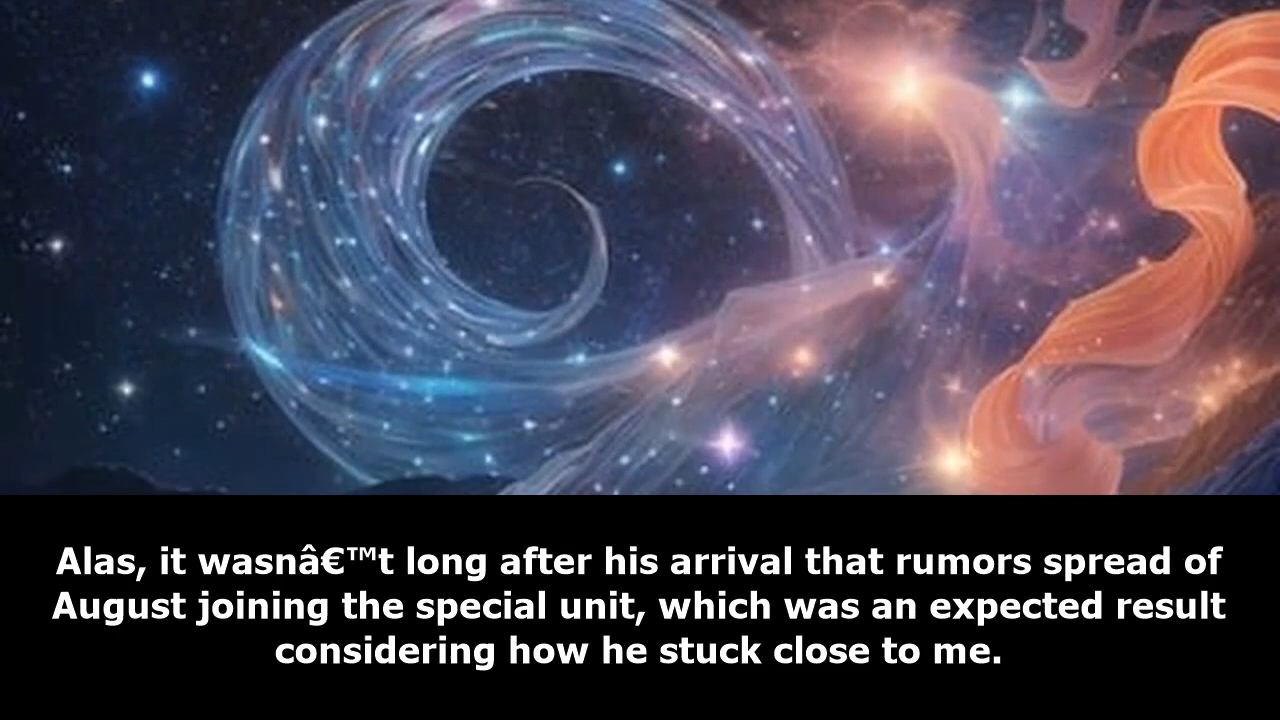 Alas, it wasnâ€™t long after his arrival that rumors spread of
August joining the special unit, which was an expected result
considering how he stuck close to me.